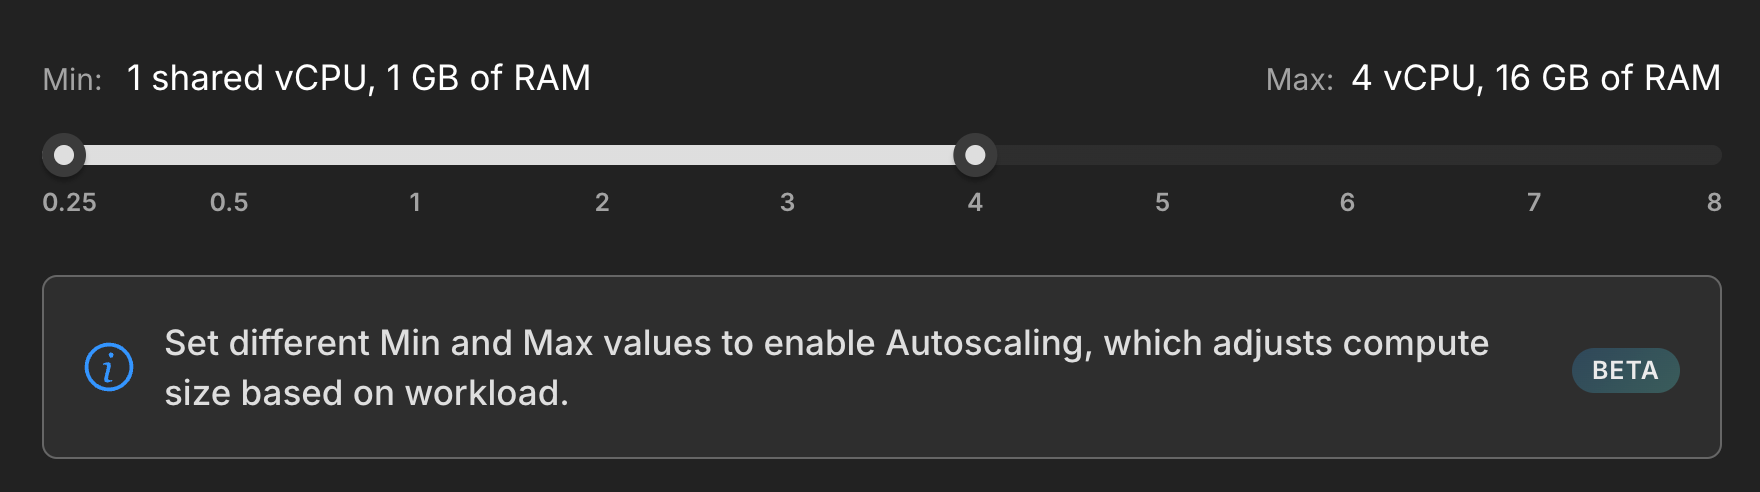 Min: 1 shared vCPU, 1 GB of RAM
Max: 4 vCPU, 16 GB of RAM
0.25 0.5 1 2 3 4 5 6 7 8
Set different Min and Max values to enable Autoscaling, which adjusts compute
size based on workload.
BETA